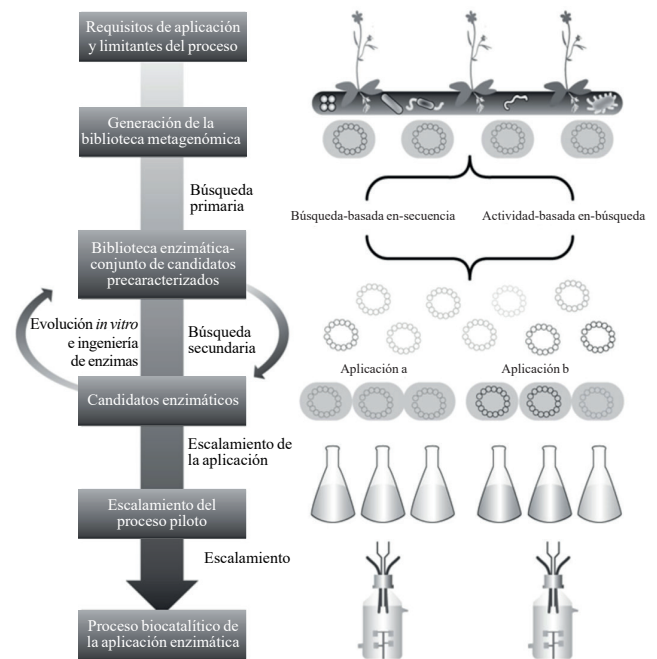 Requisitos de aplicación
y limitantes del proceso
Generación de la
biblioteca metagenómica
Búsqueda
primaria
Búsqueda-basada en-secuencia
Actividad-basada en-búsqueda
Biblioteca enzimática-
conjunto de candidatos
precaracterizados
Evolución in vitro
e ingeniería
de enzimas
Búsqueda
secundaria
Aplicación a
Aplicación b
Candidatos enzimáticos
Escalamiento de
la aplicación
Escalamiento del
proceso piloto
Escalamiento
Proceso biocatalítico de
la aplicación enzimática